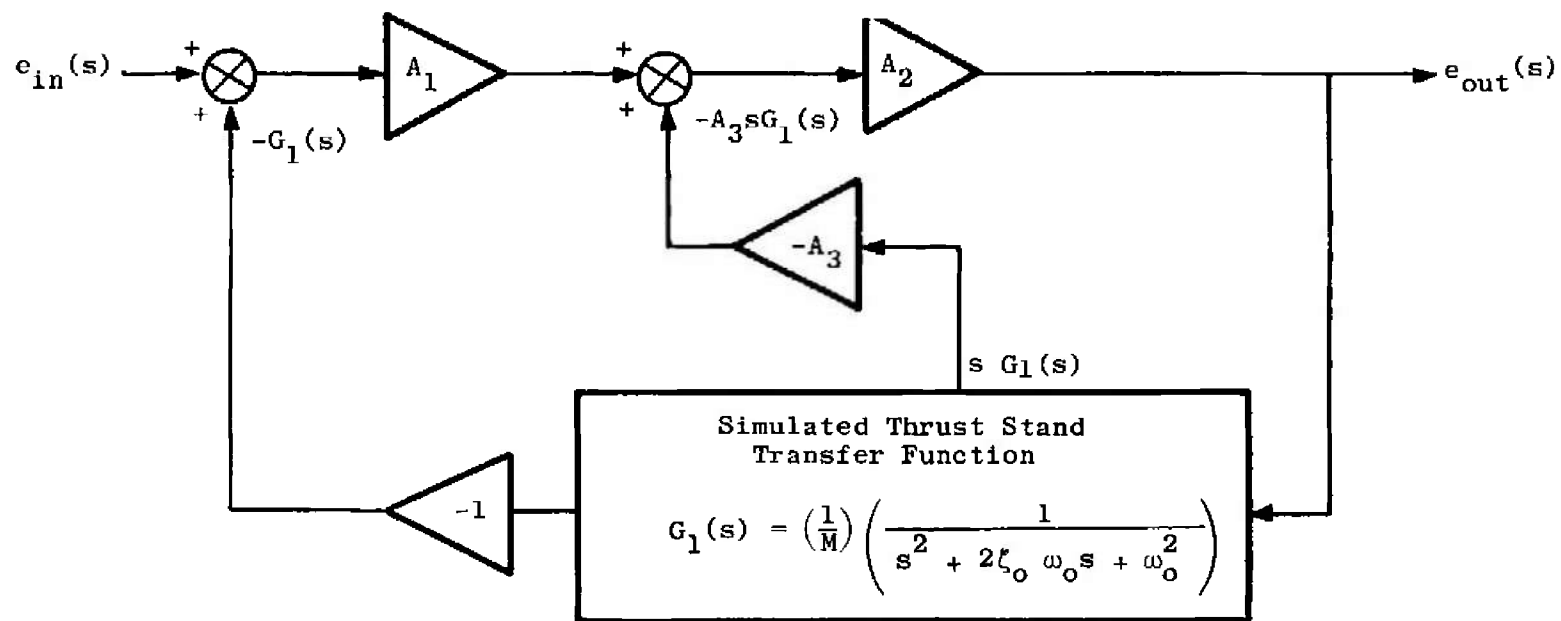 e_in(s)
+
+
-G_1(s)
A_1
+
+
-A_3sG_1(s)
A_2
e_out(s)
-A_3
s G_1(s)
-1
Simulated Thrust Stand
Transfer Function
G_1(s) = (1/M) (1/(s^2 + 2ζ_o ω_o s + ω_o^2))